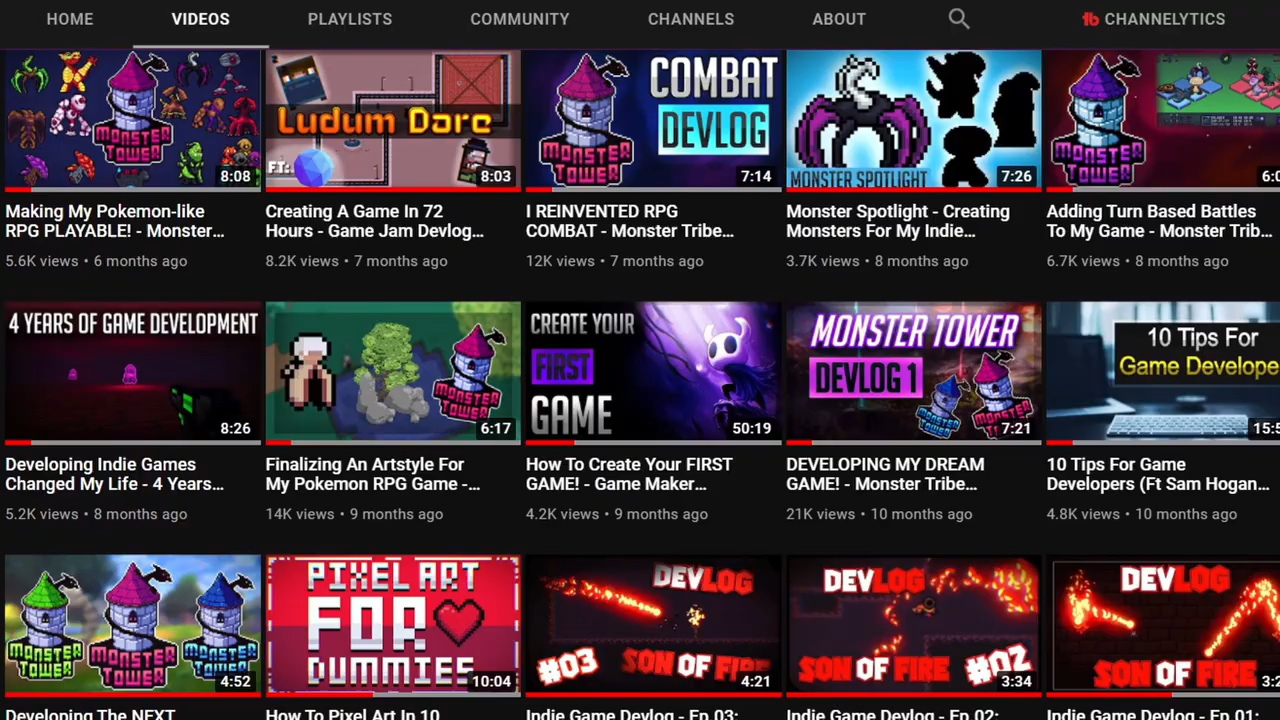 HOME VIDEOS PLAYLISTS COMMUNITY CHANNELS ABOUT CHANNELYTICS
MONSTER
TOWER
8:08
Ludum Dare
FT:
8:03
COMBAT
DEVLOG
MONSTER
TOWER
7:14
MONSTER SPOTLIGHT
7:26
MONSTER
TOWER
Making My Pokemon-like
RPG PLAYABLE! - Monster...
5.6K views • 6 months ago
Creating A Game In 72
Hours - Game Jam Devlog...
8.2K views • 7 months ago
I REINVENTED RPG
COMBAT - Monster Tribe...
12K views • 7 months ago
Monster Spotlight - Creating
Monsters For My Indie...
3.7K views • 8 months ago
Adding Turn Based Battles
To My Game - Monster Trib...
6.7K views • 8 months ago
4 YEARS OF GAME DEVELOPMENT
8:26
MONSTER
TOWER
6:17
CREATE YOUR
FIRST
GAME
50:19
MONSTER TOWER
DEVLOG 1
7:21
10 Tips For
Game Develope
Developing Indie Games
Changed My Life - 4 Years...
5.2K views • 8 months ago
Finalizing An Artstyle For
My Pokemon RPG Game -...
14K views • 9 months ago
How To Create Your FIRST
GAME! - Game Maker...
4.2K views • 9 months ago
DEVELOPING MY DREAM
GAME! - Monster Tribe...
21K views • 10 months ago
10 Tips For Game
Developers (Ft Sam Hogan...
4.8K views • 10 months ago
MONSTER
TOWER
MONSTER
TOWER
MONSTER
TOWER
4:52
PIXEL ART
FOR
DUMMIES
10:04
DEVLOG
#03 SON OF FIRE
4:21
DEVLOG
SON OF FIRE #02
3:34
DEVLOG
SON OF FIRE
Developing The NEXT
How To Pixel Art In 10
Indie Game Devlog - Ep 03:
Indie Game Devlog - Ep 02:
Indie Game Devlog - Ep 01: